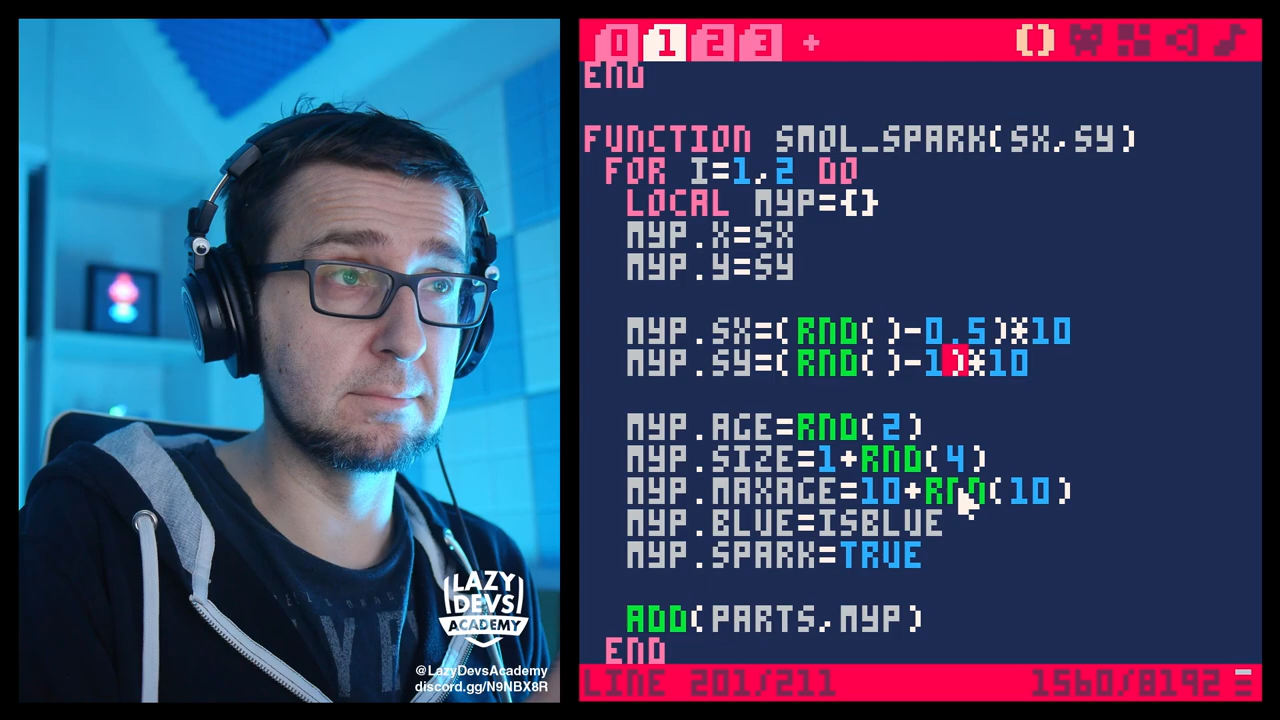 LAZY
DEVS
ACADEMY
@LazyDevsAcademy
discord.gg/N9NBX8R
0 1 2 3 +
END
FUNCTION SMOL_SPARK(SX,SY)
FOR I=1,2 DO
LOCAL MYP={}
MYP.X=SX
MYP.Y=SY
MYP.SX=(RND()-0.5)*10
MYP.SY=(RND()-1)*10
MYP.AGE=RND(2)
MYP.SIZE=1+RND(4)
MYP.MAXAGE=10+RND(10)
MYP.BLUE=ISBLUE
MYP.SPARK=TRUE
ADD(PARTS,MYP)
END
LINE 201/211 1560/8192